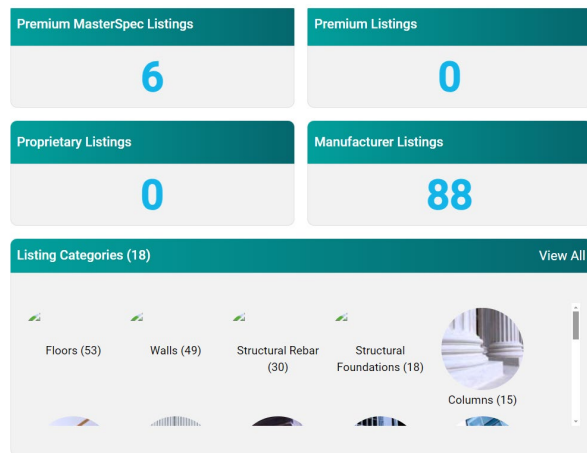 Premium MasterSpec Listings
6
Premium Listings
0
Proprietary Listings
0
Manufacturer Listings
88
Listing Categories (18)
View All
Floors (53)
Walls (49)
Structural Rebar
(30)
Structural
Foundations (18)
Columns (15)